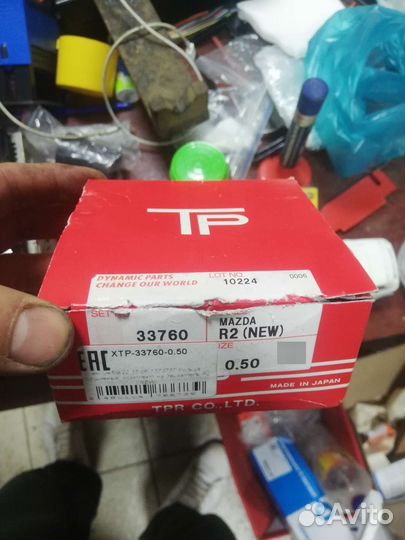 TP
DYNAMIC PARTS
CHANGE OUR WORLD
LOT NO
10224
0006
SET
33760
MAZDA
R2 (NEW)
SIZE
0.50
EAC
XTP-33760-0.50
MADE IN JAPAN
TPR CO., LTD.
Avito